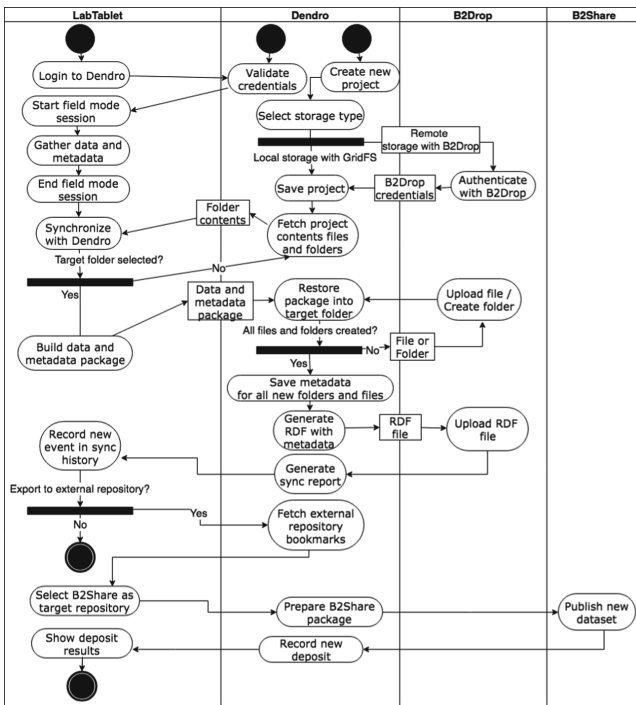 LabTablet
Dendro
B2Drop
B2Share
Login to Dendro
Validate
credentials
Create new
project
Start field mode
session
Select storage type
Remote
storage with B2Drop
Gather data and
metadata
Local storage with GridFS
End field mode
session
Save project
B2Drop
credentials
Authenticate
with B2Drop
Folder
contents
Synchronize
with Dendro
Fetch project
contents files
and folders
Target folder selected?
No
Yes
Data and
metadata
package
Restore
package into
target folder
Upload file /
Create folder
All files and folders created?
Build data and
metadata package
No
File or
Folder
Yes
Save metadata
for all new folders and files
Generate
RDF with
metadata
RDF
file
Upload RDF
file
Record new
event in sync
history
Generate
sync report
Export to external repository?
Yes
No
Fetch external
repository
bookmarks
Select B2Share as
target repository
Prepare B2Share
package
Publish new
dataset
Show deposit
results
Record new
deposit